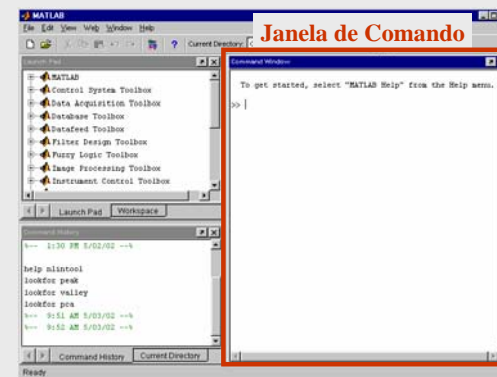 MATLAB
File Edit View Web Window Help
Janela de Comando
Current Directory:
Launch Pad
MATLAB
Control System Toolbox
Data Acquisition Toolbox
Database Toolbox
Datafeed Toolbox
Filter Design Toolbox
Fuzzy Logic Toolbox
Image Processing Toolbox
Instrument Control Toolbox
Launch Pad Workspace
Command History
%-- 1:30 PM 5/02/02 --%
help nlintool
lookfor peak
lookfor valley
lookfor pca
%-- 9:51 AM 5/03/02 --%
%-- 9:52 AM 5/03/02 --%
Command History Current Directory
Ready
Command Window
To get started, select "MATLAB Help" from the Help menu.
>>